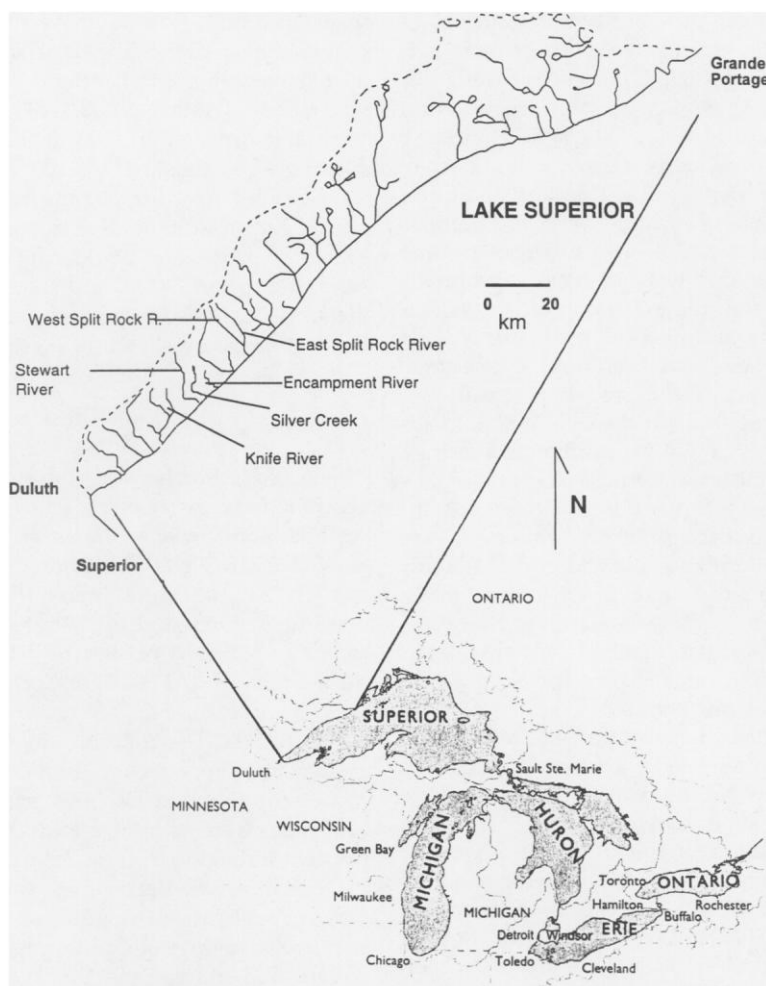 Grande
Portage
LAKE SUPERIOR
0 20
km
West Split Rock R.
East Split Rock River
Stewart
River
Encampment River
Silver Creek
Knife River
Duluth
N
Superior
ONTARIO
SUPERIOR
Duluth
Sault Ste. Marie
MINNESOTA
WISCONSIN
Green Bay
MICHIGAN
HURON
Toronto
ONTARIO
Milwaukee
MICHIGAN
Hamilton
Rochester
Buffalo
Detroit
Windsor
ERIE
Chicago
Toledo
Cleveland